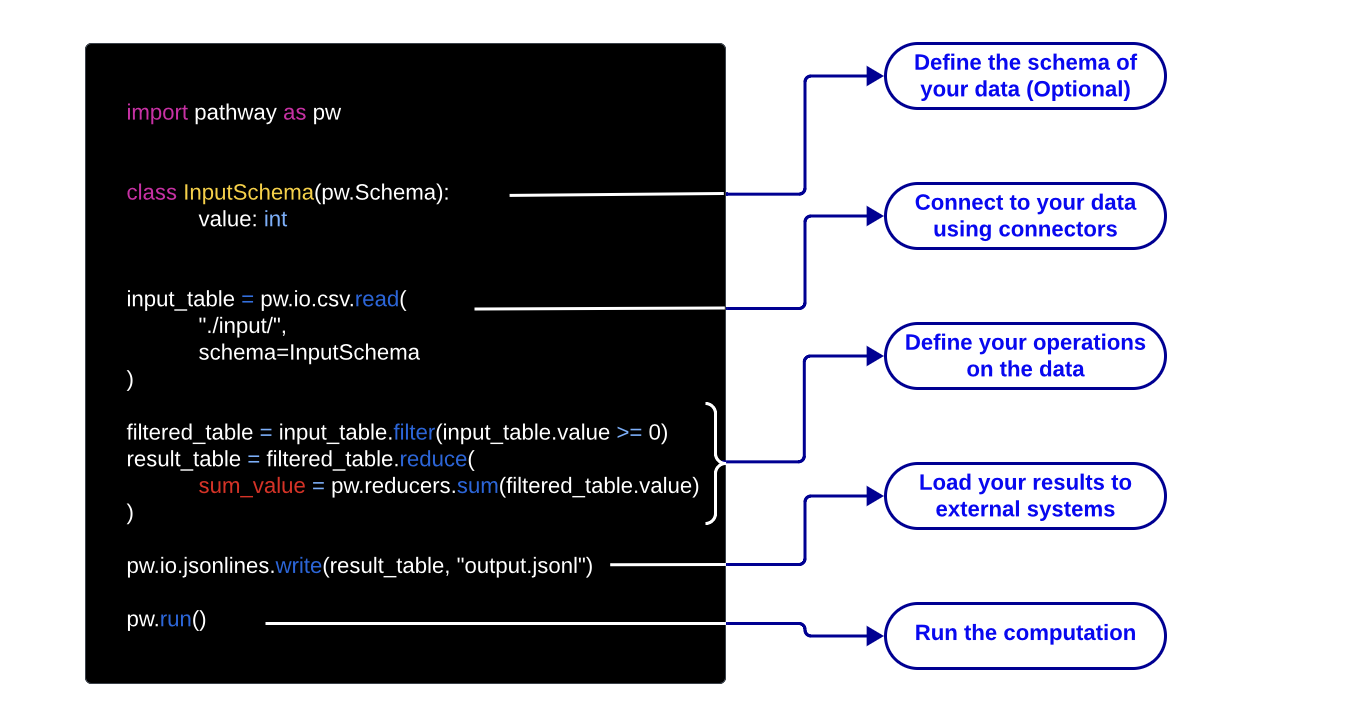 import pathway as pw
class InputSchema(pw.Schema):
value: int
input_table = pw.io.csv.read(
"./input/",
schema=InputSchema
)
filtered_table = input_table.filter(input_table.value >= 0)
result_table = filtered_table.reduce(
sum_value = pw.reducers.sum(filtered_table.value)
)
pw.io.jsonlines.write(result_table, "output.jsonl")
pw.run()
Define the schema of
your data (Optional)
Connect to your data
using connectors
Define your operations
on the data
Load your results to
external systems
Run the computation